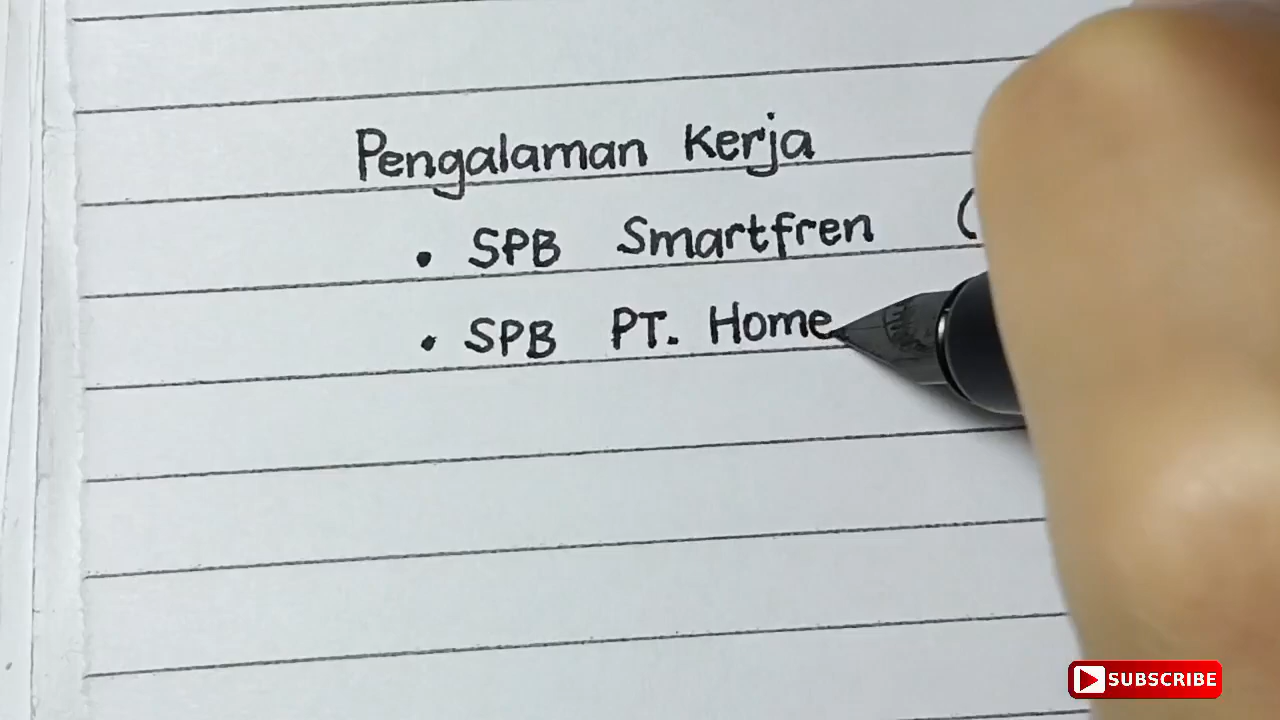 Pengalaman Kerja
• SPB Smartfren (
• SPB PT. Home
SUBSCRIBE